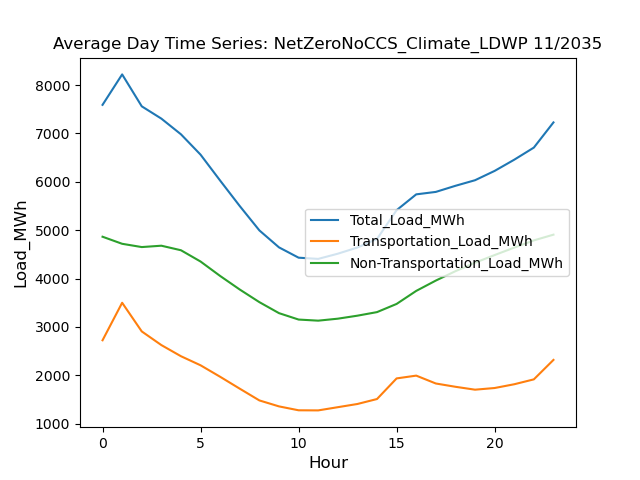 Average Day Time Series: NetZeroNoCCS_Climate_LDWP 11/2035
8000
7000
6000
5000
4000
3000
2000
1000
Load_MWh
Total_Load_MWh
Transportation_Load_MWh
Non-Transportation_Load_MWh
0 5 10 15 20
Hour